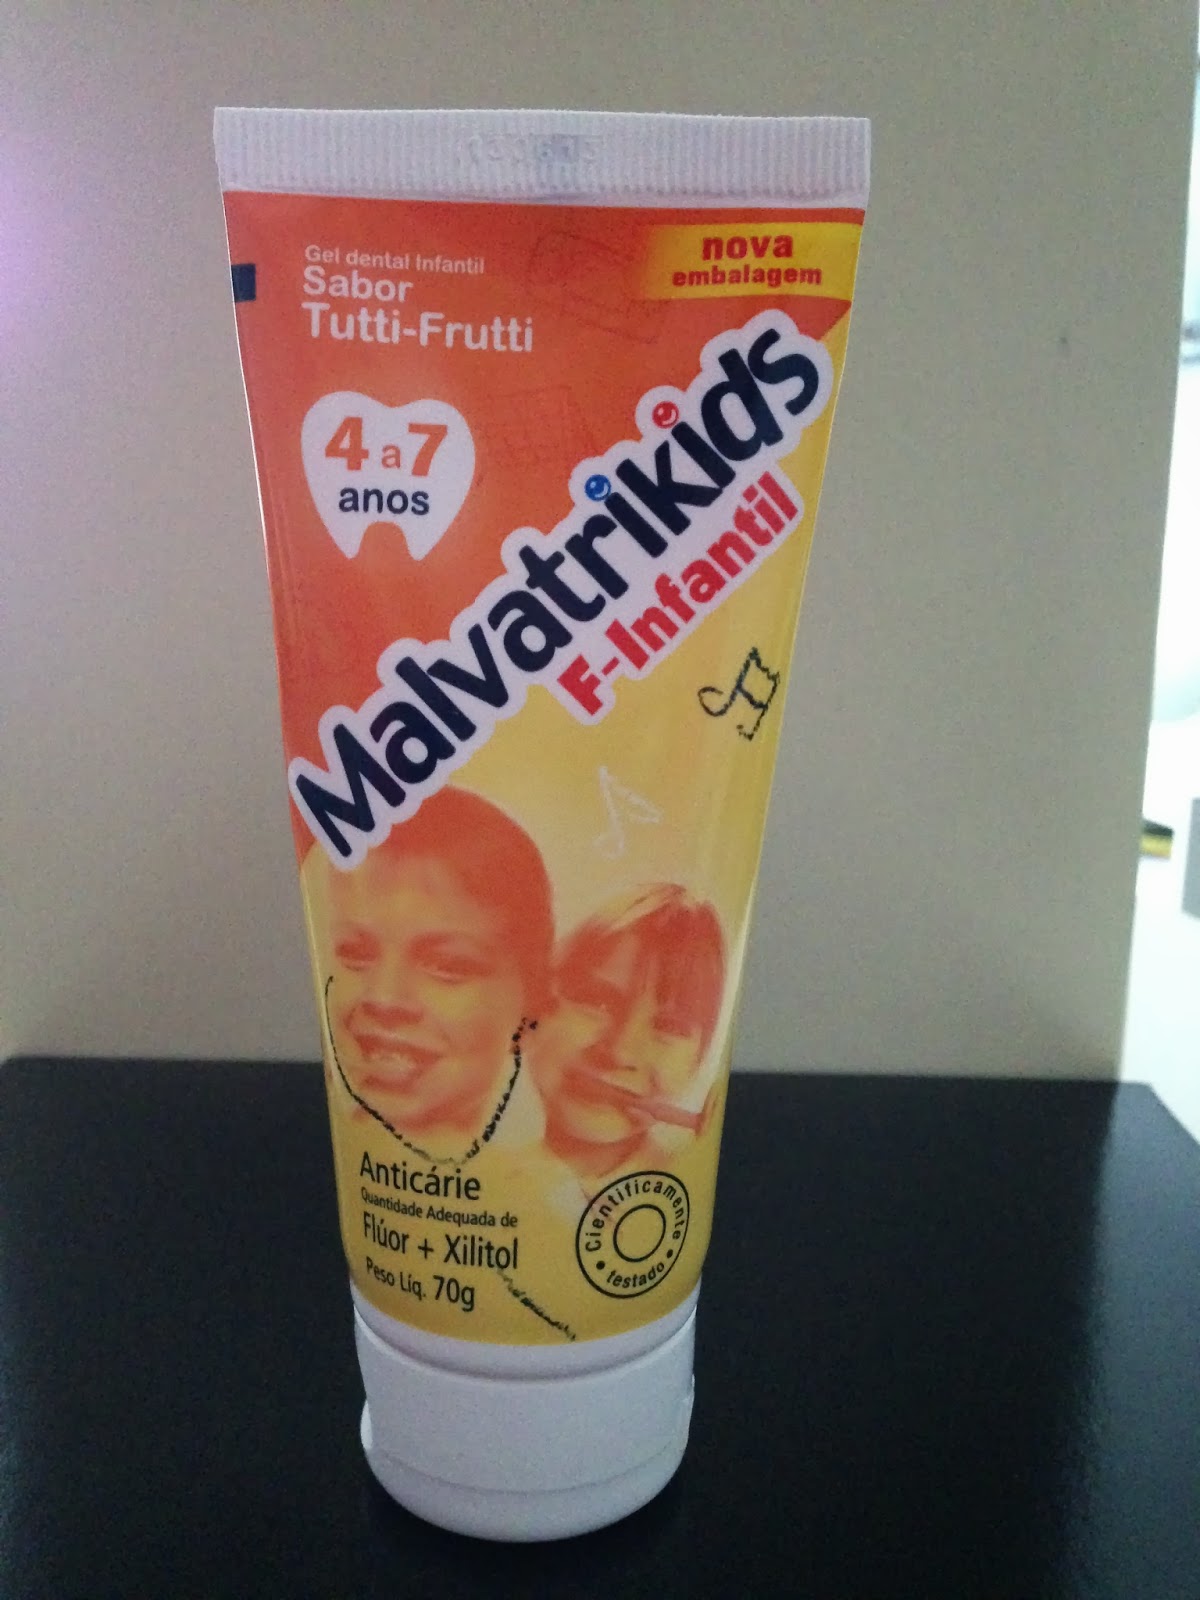 Gel dental Infantil
Sabor
Tutti-Frutti
nova
embalagem
4 a 7
anos
Malvatrikids
F-Infantil
Anticárie
Quantidade Adequada de
Flúor + Xilitol
Peso Líq. 70g
Cientificamente
• testado •